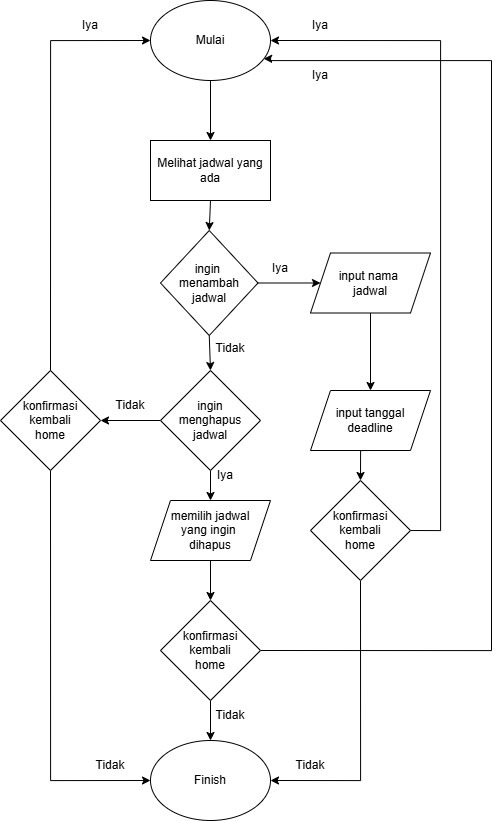 Iya
Iya
Mulai
Iya
Melihat jadwal yang
ada
ingin
menambah
jadwal
Iya
input nama
jadwal
Tidak
konfirmasi
kembali
home
Tidak
ingin
menghapus
jadwal
input tanggal
deadline
Iya
memilih jadwal
yang ingin
dihapus
konfirmasi
kembali
home
konfirmasi
kembali
home
Tidak
Tidak
Tidak
Finish